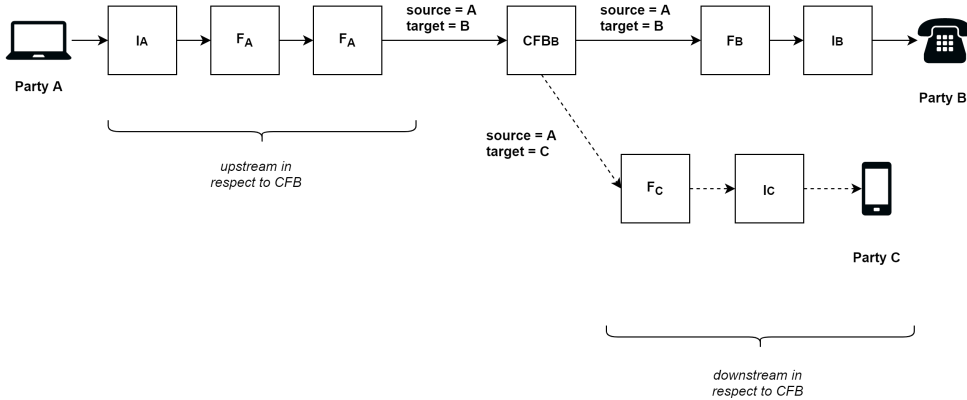 source = A
target = B
source = A
target = B
IA
FA
FA
CFBB
FB
IB
Party A
Party B
upstream in
respect to CFB
source = A
target = C
FC
IC
Party C
downstream in
respect to CFB